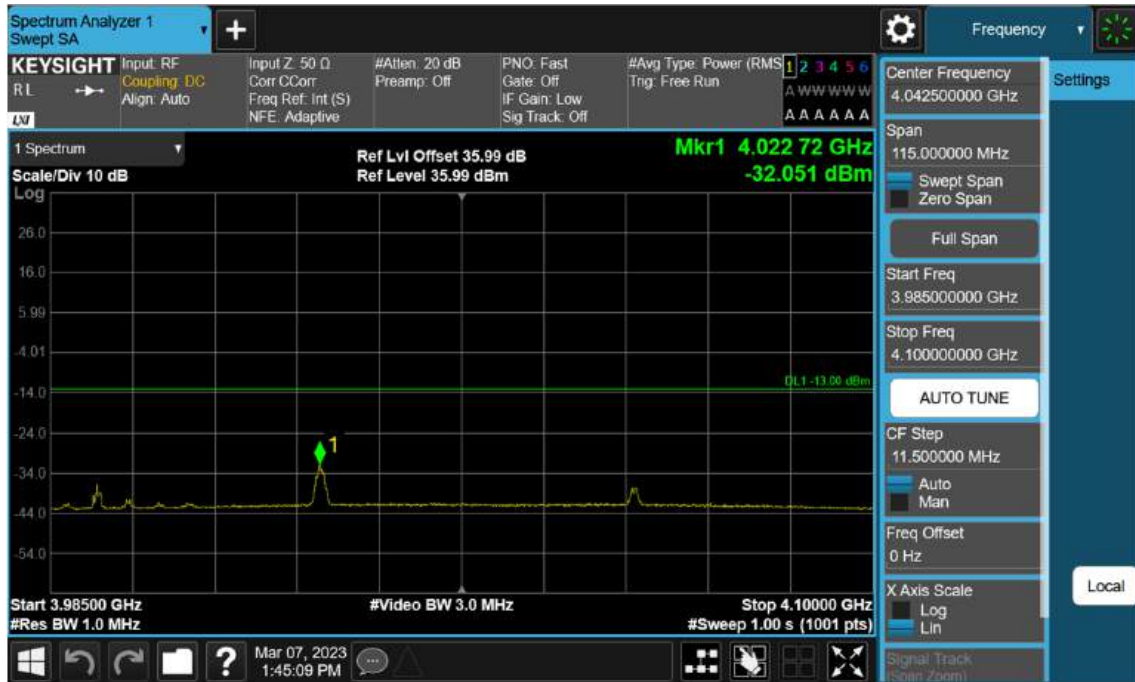 Spectrum Analyzer 1
Swept SA
Frequency
KEYSIGHT
RL
LXI
Input: RF
Coupling: DC
Align: Auto
Input Z: 50 Ω
Corr CCorr
Freq Ref: Int (S)
NFE: Adaptive
#Atten: 20 dB
Preamp: Off
PNO: Fast
Gate: Off
IF Gain: Low
Sig Track: Off
#Avg Type: Power (RMS
Trig: Free Run
1 2 3 4 5 6
A W W W W W
A A A A A A
1 Spectrum
Scale/Div 10 dB
Ref Lvl Offset 35.99 dB
Ref Level 35.99 dBm
Mkr1 4.022 72 GHz
-32.051 dBm
Log
26.0
16.0
5.99
-4.01
DL1 -13.00 dBm
-14.0
-24.0
1
-34.0
-44.0
-54.0
Start 3.98500 GHz
#Video BW 3.0 MHz
Stop 4.10000 GHz
#Res BW 1.0 MHz
#Sweep 1.00 s (1001 pts)
Mar 07, 2023
1:45:09 PM
Center Frequency
4.042500000 GHz
Settings
Span
115.000000 MHz
Swept Span
Zero Span
Full Span
Start Freq
3.985000000 GHz
Stop Freq
4.100000000 GHz
AUTO TUNE
CF Step
11.500000 MHz
Auto
Man
Freq Offset
0 Hz
Local
X Axis Scale
Log
Lin
Signal Track
(Span Zoom)